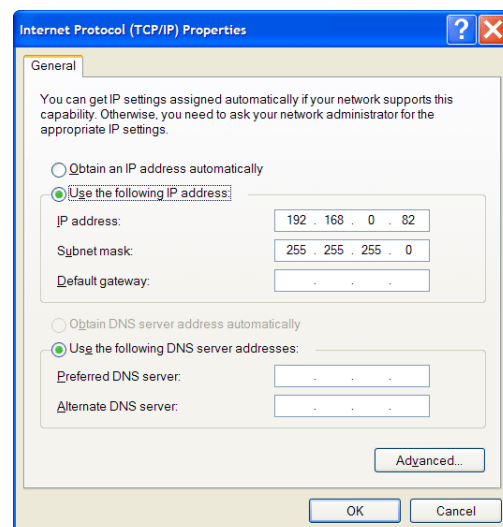 Internet Protocol (TCP/IP) Properties
General
You can get IP settings assigned automatically if your network supports this
capability. Otherwise, you need to ask your network administrator for the
appropriate IP settings.
Obtain an IP address automatically
Use the following IP address:
IP address: 192 . 168 . 0 . 82
Subnet mask: 255 . 255 . 255 . 0
Default gateway: . . .
Obtain DNS server address automatically
Use the following DNS server addresses:
Preferred DNS server: . . .
Alternate DNS server: . . .
Advanced...
OK Cancel